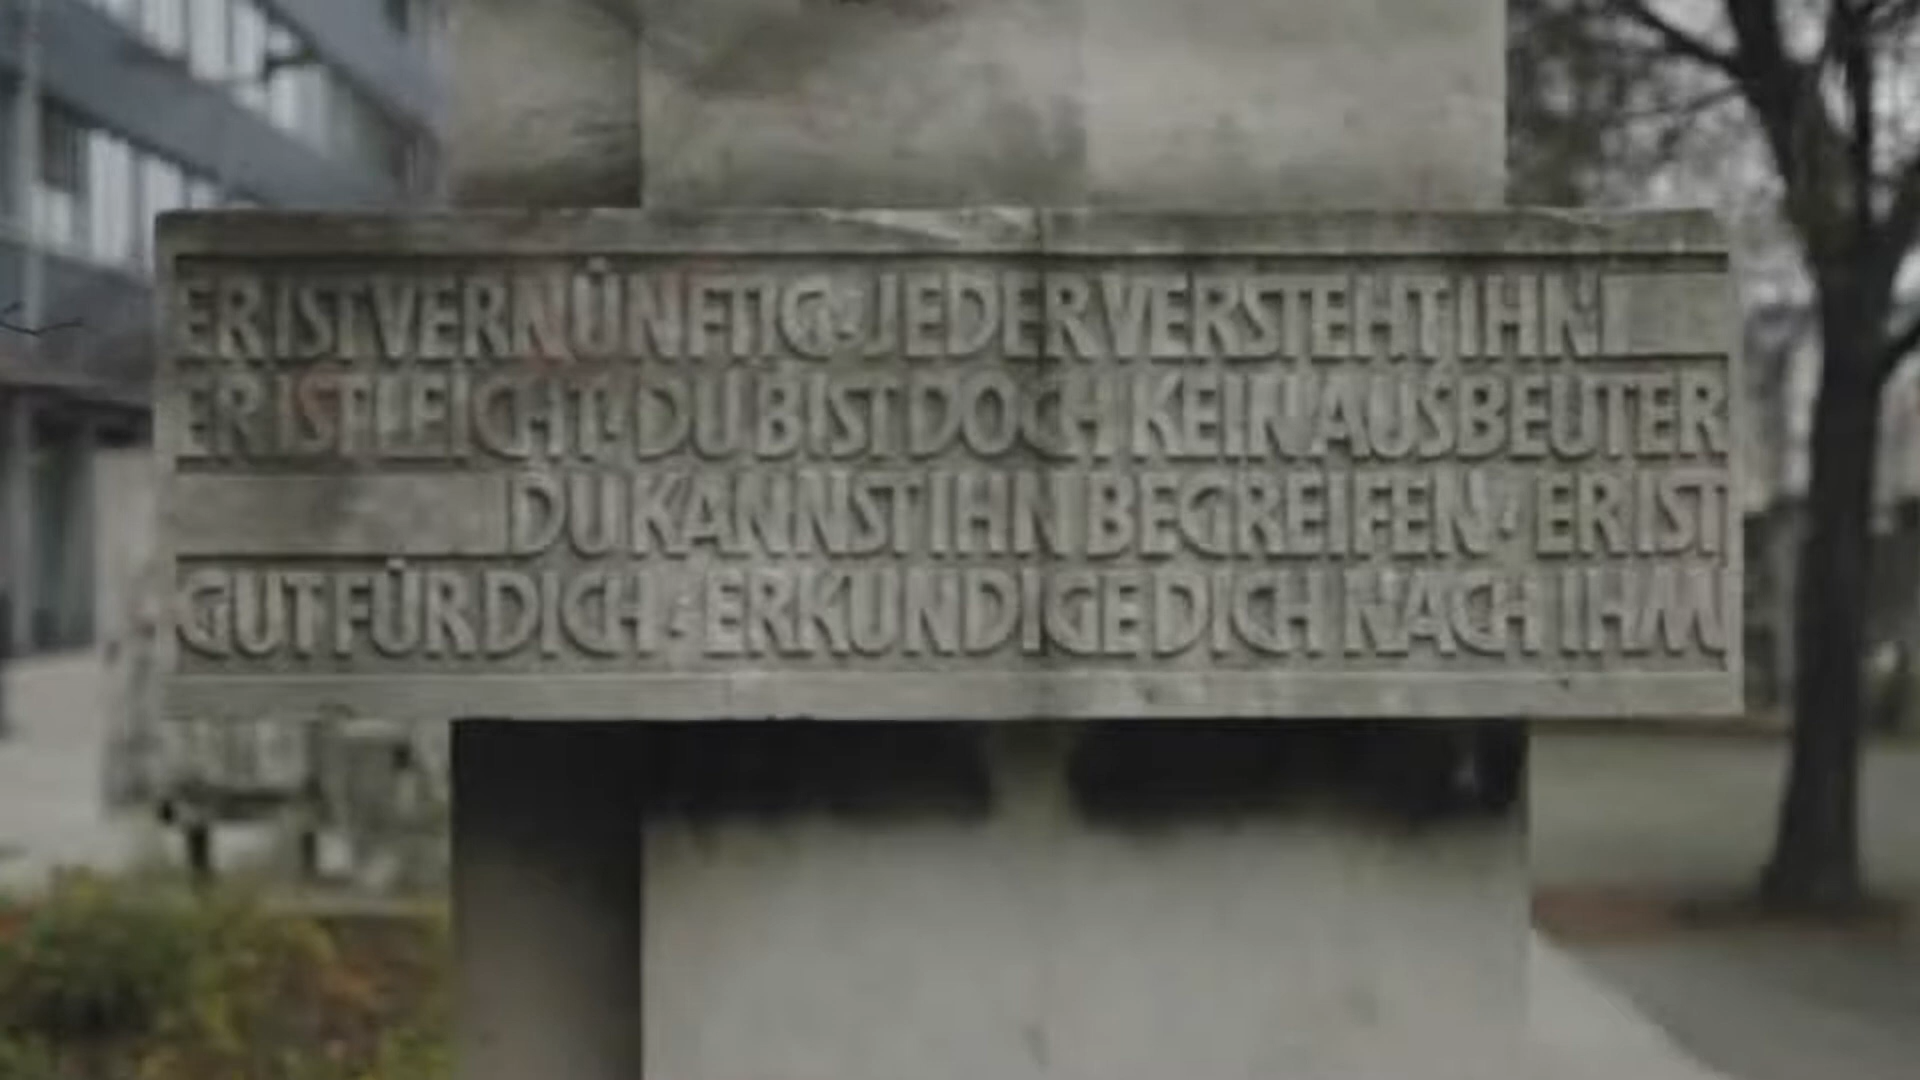 ER IST VERNÜNFTIG · JEDER VERSTEHT IHN ·
ER IST LEICHT · DU BIST DOCH KEIN AUSBEUTER
DU KANNST IHN BEGREIFEN · ER IST
GUT FÜR DICH · ERKUNDIGE DICH NACH IHM